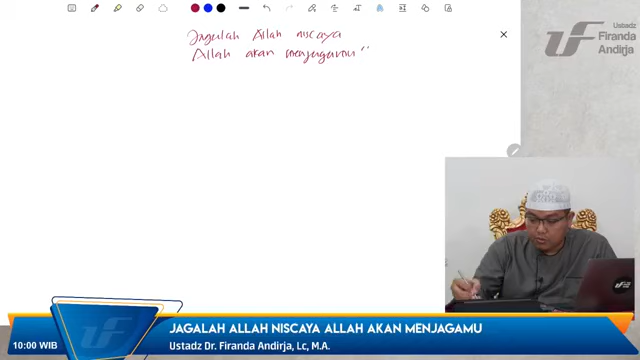 Jagalah Allah niscaya
Allah akan menjagamu"
Ustadz
Firanda
Andirja
JAGALAH ALLAH NISCAYA ALLAH AKAN MENJAGAMU
10:00 WIB
Ustadz Dr. Firanda Andirja, Lc, M.A.